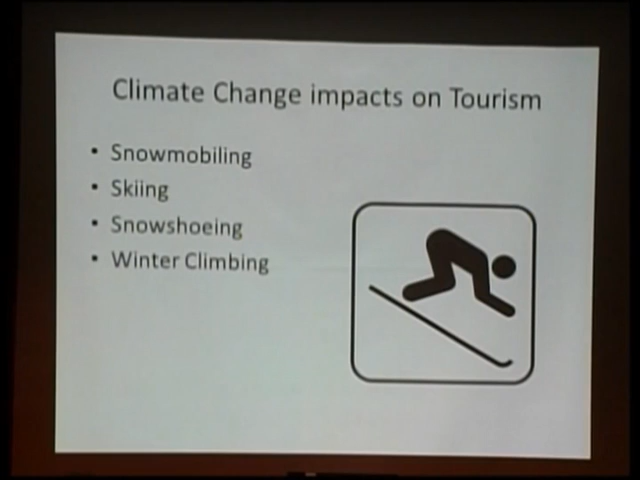 Climate Change impacts on Tourism
• Snowmobiling
• Skiing
• Snowshoeing
• Winter Climbing